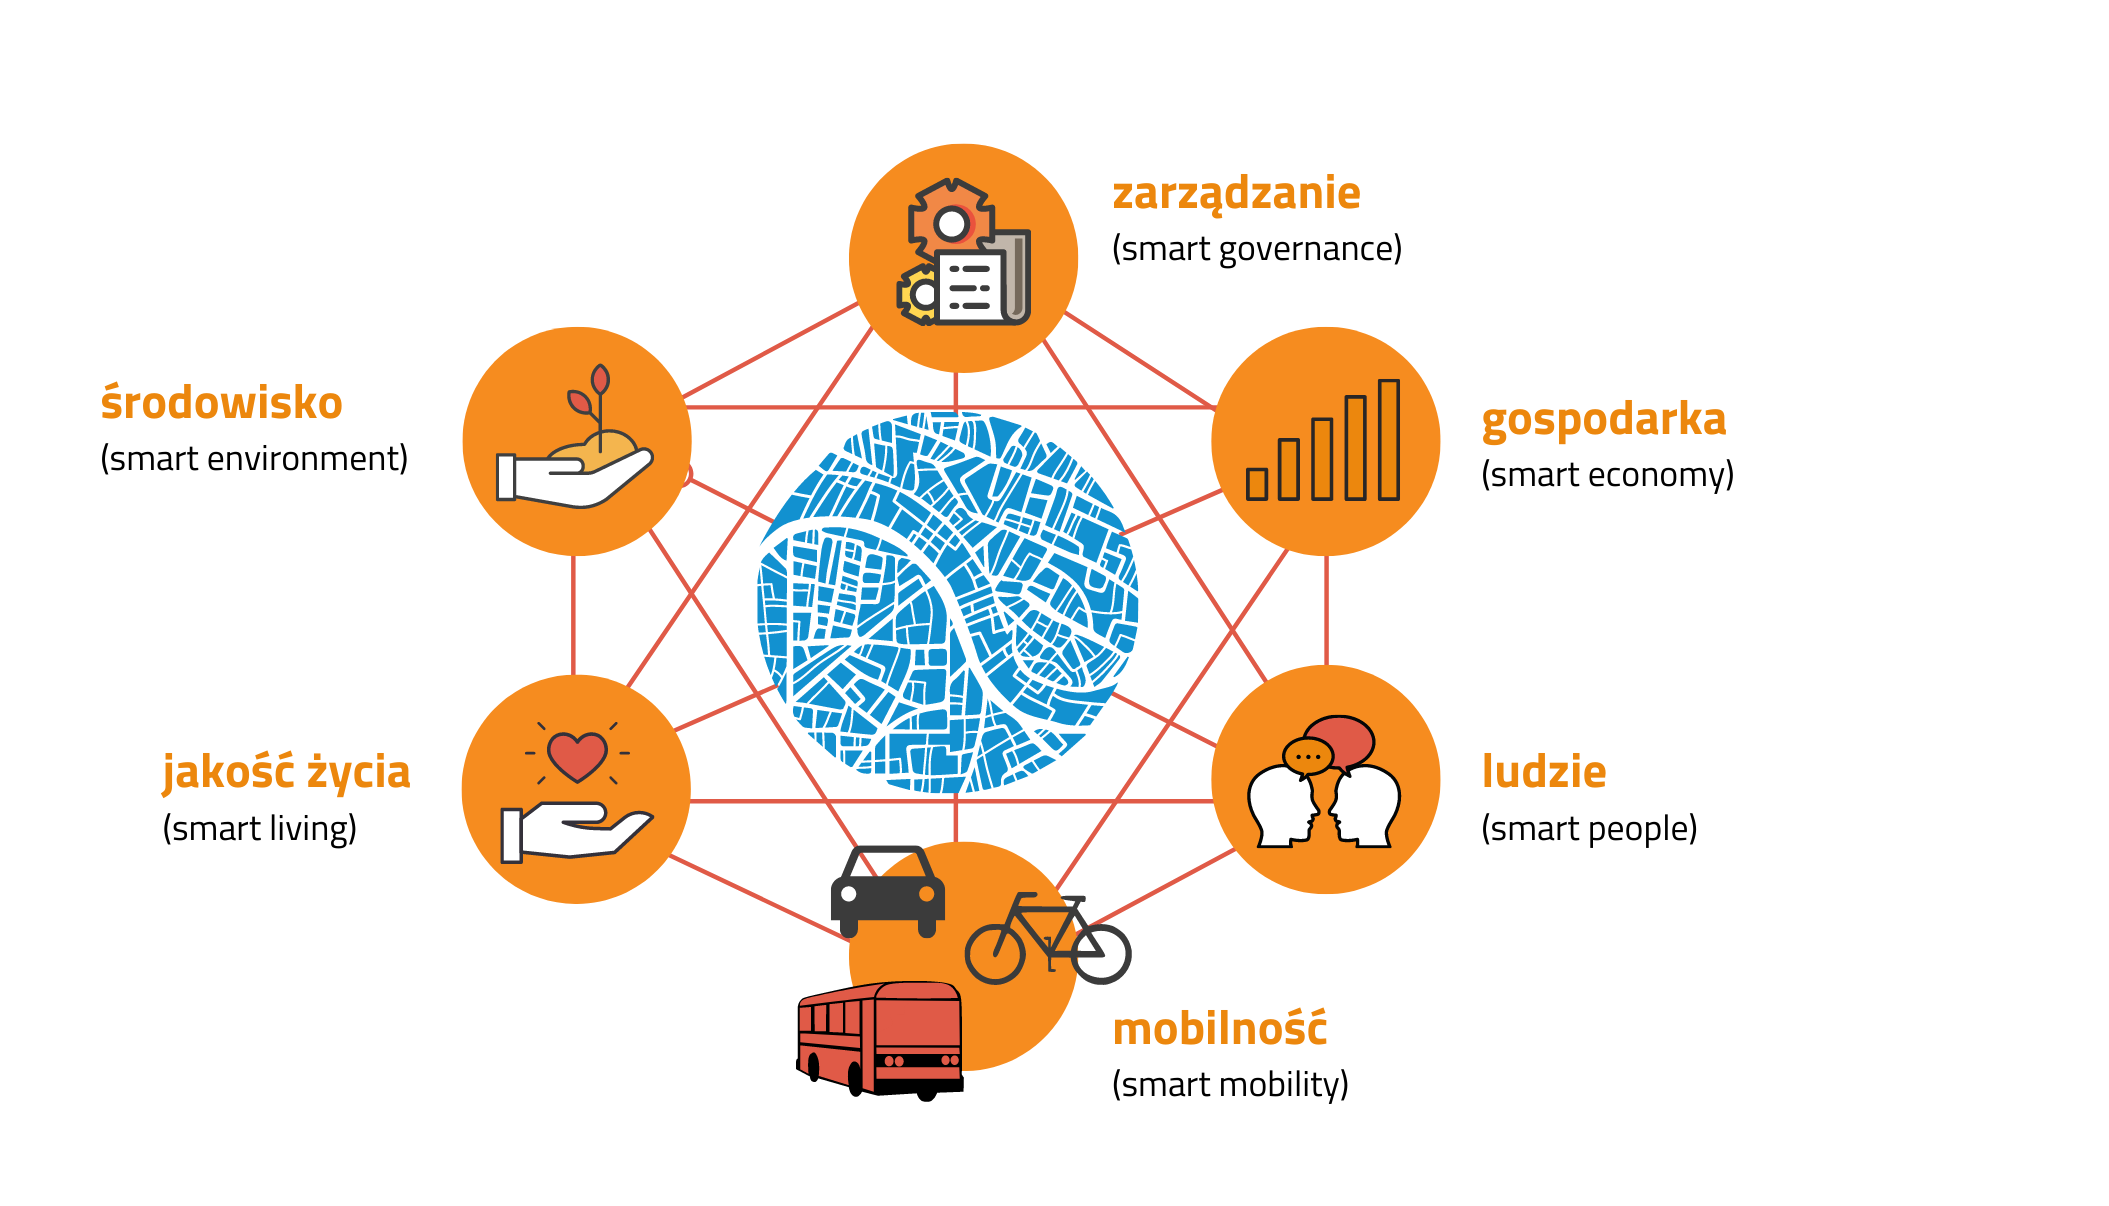 zarządzanie
(smart governance)
środowisko
(smart environment)
gospodarka
(smart economy)
jakość życia
(smart living)
ludzie
(smart people)
mobilność
(smart mobility)